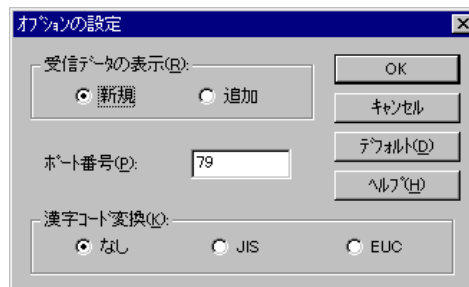 オプションの設定
受信データの表示(R):
新規
追加
ポート番号(P):
79
漢字コード変換(K):
なし
JIS
EUC
OK
キャンセル
デフォルト(D)
ヘルプ(H)